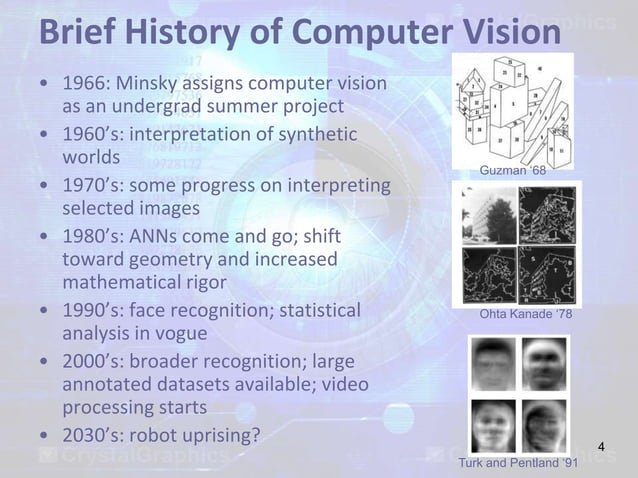 Brief History of Computer Vision
• 1966: Minsky assigns computer vision
as an undergrad summer project
• 1960’s: interpretation of synthetic
worlds
• 1970’s: some progress on interpreting
selected images
• 1980’s: ANNs come and go; shift
toward geometry and increased
mathematical rigor
• 1990’s: face recognition; statistical
analysis in vogue
• 2000’s: broader recognition; large
annotated datasets available; video
processing starts
• 2030’s: robot uprising?
Guzman ‘68
Ohta Kanade ‘78
Turk and Pentland ‘91
4
CrystalGraphics